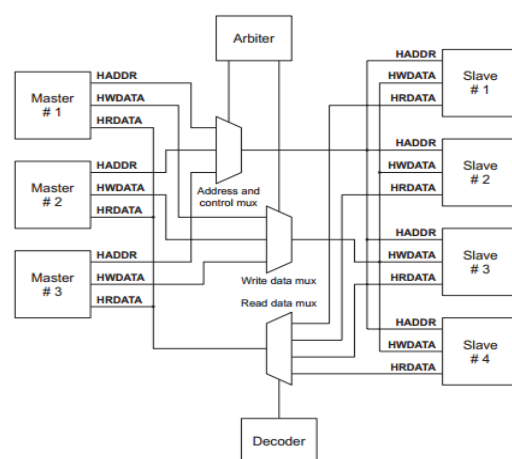 Arbiter
HADDR
HWDATA
HRDATA
Master
# 1
HADDR
HWDATA
HRDATA
Master
# 2
HADDR
HWDATA
HRDATA
Master
# 3
Address and
control mux
Write data mux
Read data mux
Decoder
HADDR
HWDATA
HRDATA
Slave
# 1
HADDR
HWDATA
HRDATA
Slave
# 2
HADDR
HWDATA
HRDATA
Slave
# 3
HADDR
HWDATA
HRDATA
Slave
# 4